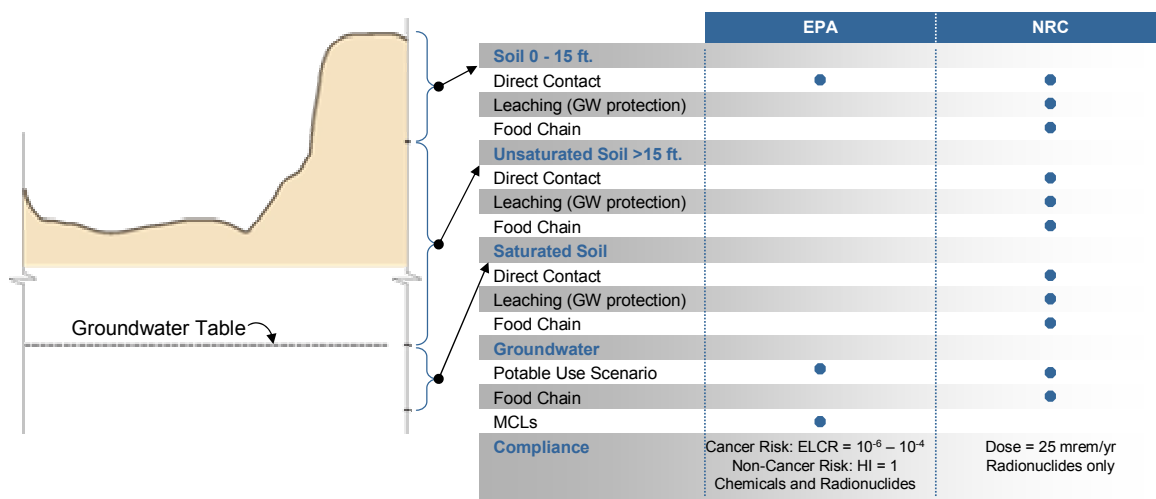 EPA NRC
Soil 0 - 15 ft.
Direct Contact
Leaching (GW protection)
Food Chain
Unsaturated Soil >15 ft.
Direct Contact
Leaching (GW protection)
Food Chain
Saturated Soil
Direct Contact
Leaching (GW protection)
Food Chain
Groundwater Table
Groundwater
Potable Use Scenario
Food Chain
MCLs
Compliance
Cancer Risk: ELCR = 10⁻⁶ – 10⁻⁴
Non-Cancer Risk: HI = 1
Chemicals and Radionuclides
Dose = 25 mrem/yr
Radionuclides only